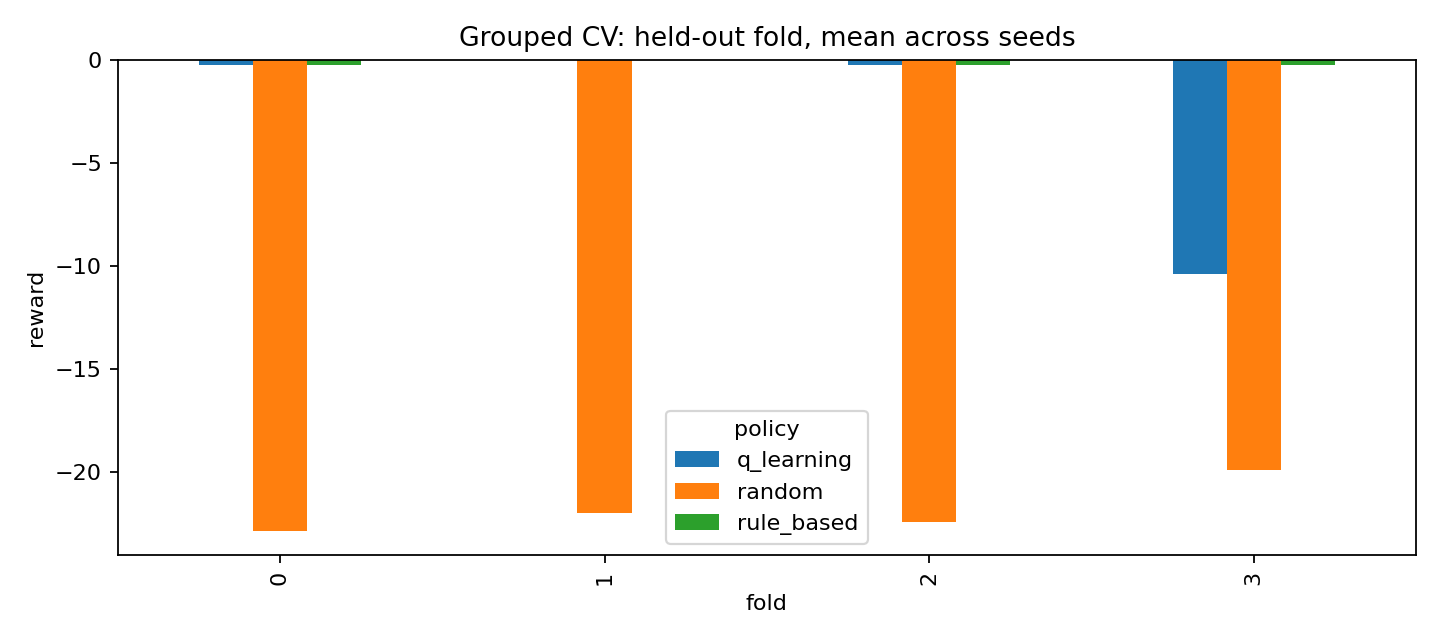 Grouped CV: held-out fold, mean across seeds
0
−5
−10
−15
−20
reward
policy
q_learning
random
rule_based
0
1
2
3
fold